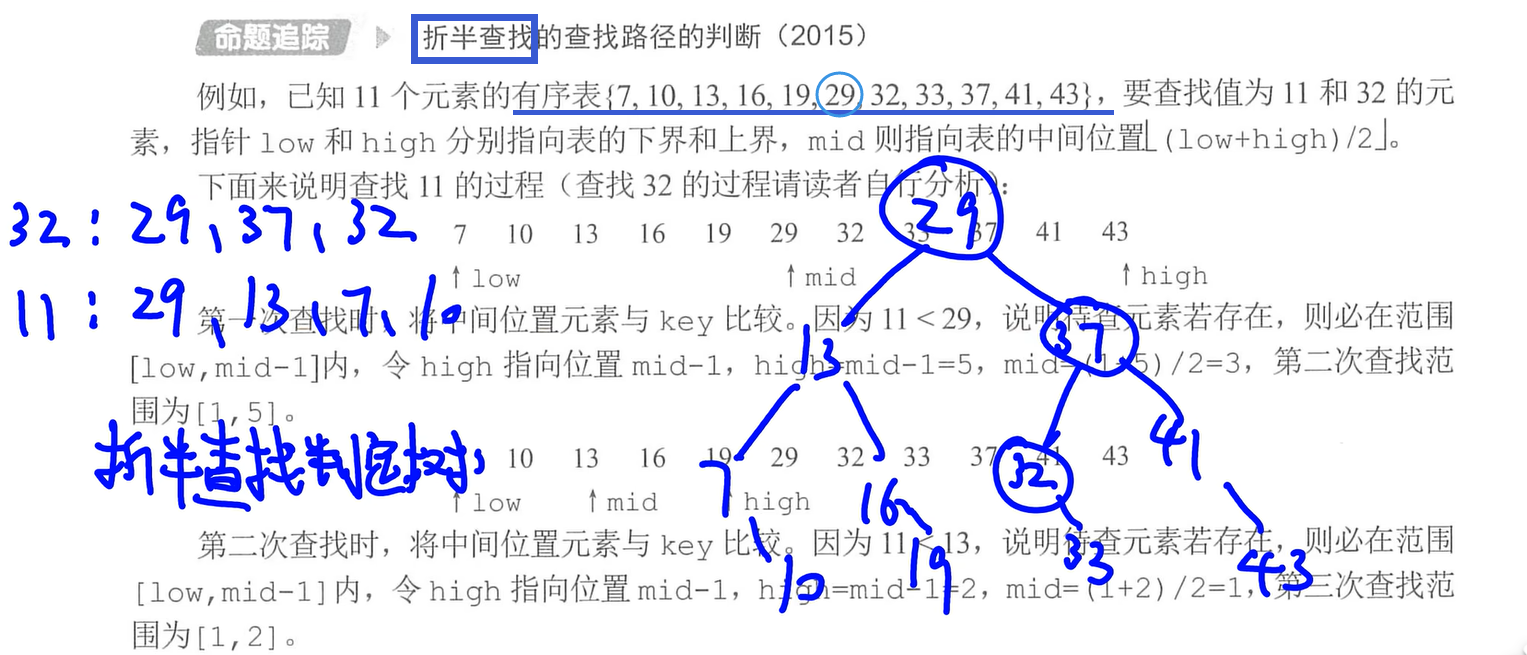 命题追踪 折半查找的查找路径的判断（2015）
例如，已知 11 个元素的有序表{7, 10, 13, 16, 19, 29, 32, 33, 37, 41, 43}，要查找值为 11 和 32 的元
素，指针 low 和 high 分别指向表的下界和上界，mid 则指向表的中间位置⌊(low+high)/2⌋。
下面来说明查找 11 的过程（查找 32 的过程请读者自行分析）：
29
32：29、37、32
7 10 13 16 19 29 32 33 37 41 43
↑low ↑mid ↑high
11：29、13、7、10
第一次查找时，将中间位置元素与 key 比较。因为 11 < 29，说明待查元素若存在，则必在范围
13 37
[low,mid-1]内，令 high 指向位置 mid-1，high=mid-1=5，mid=(1+5)/2=3，第二次查找范
围为[1,5]。
折半查找判定树
10 13 16 19 29 32 33 37 41 43
7 16 32 41
↑low ↑mid ↑high
第二次查找时，将中间位置元素与 key 比较。因为 11 < 13，说明待查元素若存在，则必在范围
10 19 33 43
[low,mid-1]内，令 high 指向位置 mid-1，high=mid-1=2，mid=(1+2)/2=1，第三次查找范
围为[1,2]。